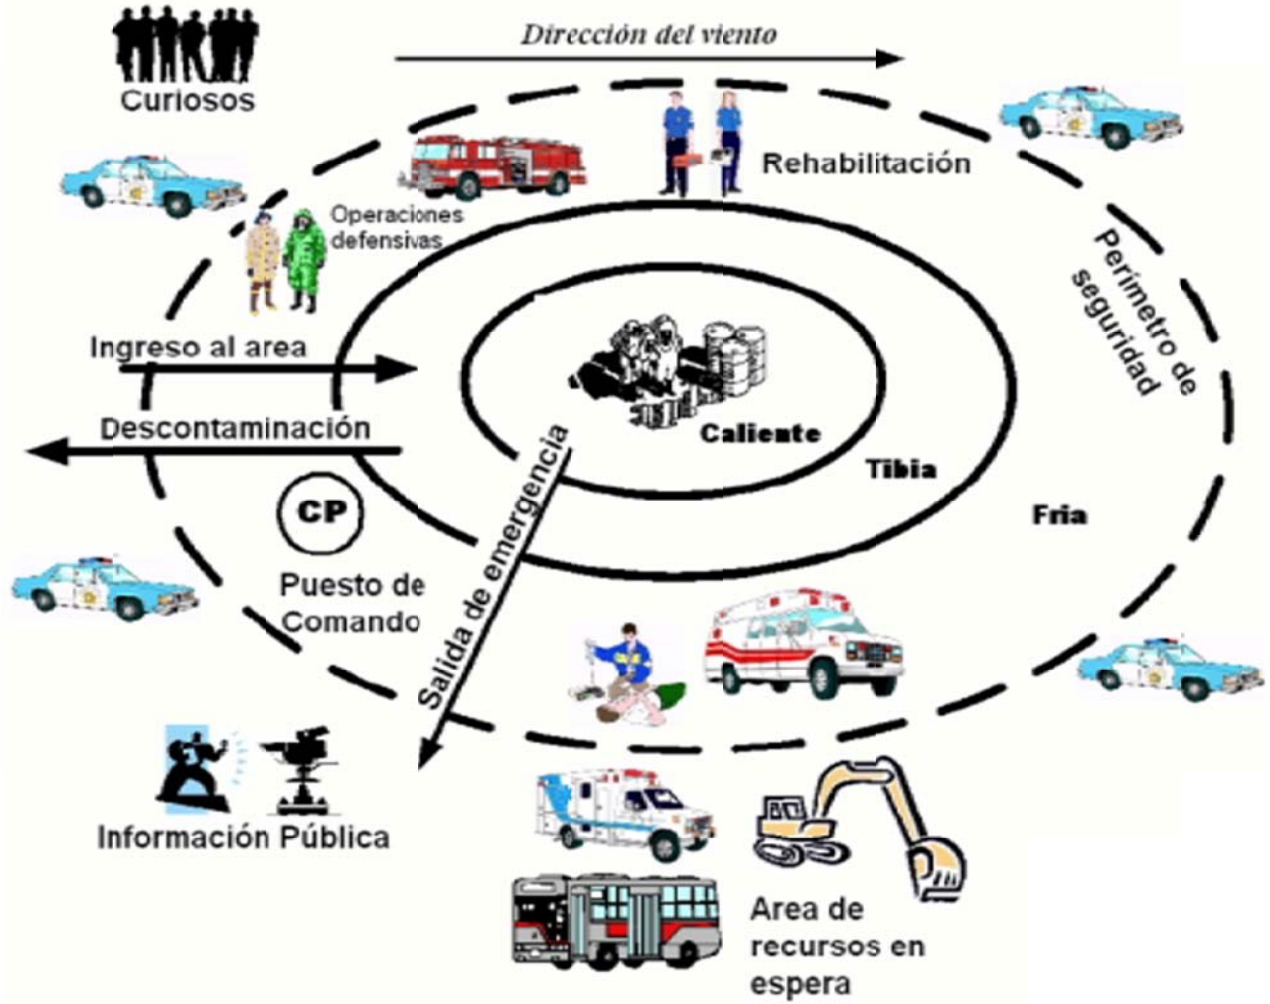 Dirección del viento
Curiosos
Rehabilitación
Operaciones
defensivas
Perímetro de
seguridad
Ingreso al area
Descontaminación
Caliente
Tibia
Fria
CP
Puesto de
Comando
Salida de emergencia
Información Pública
Area de
recursos en
espera